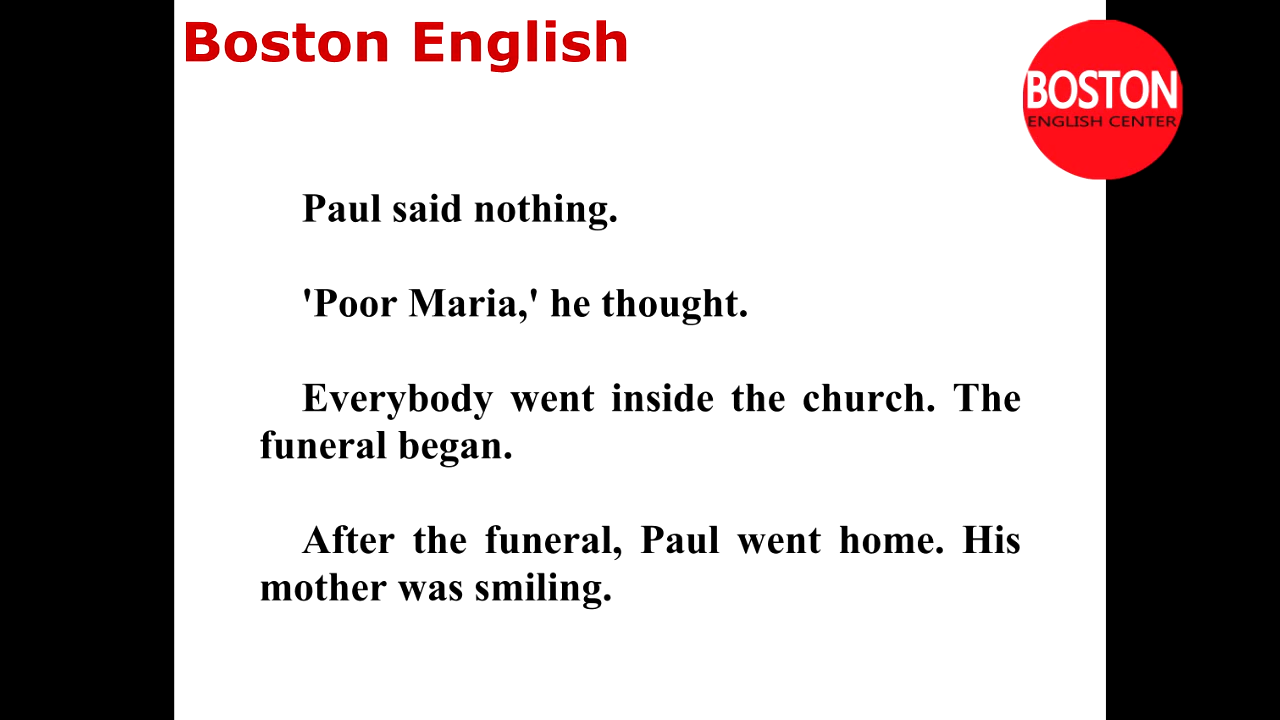 Boston English
BOSTON
ENGLISH CENTER
Paul said nothing.
'Poor Maria,' he thought.
Everybody went inside the church. The
funeral began.
After the funeral, Paul went home. His
mother was smiling.